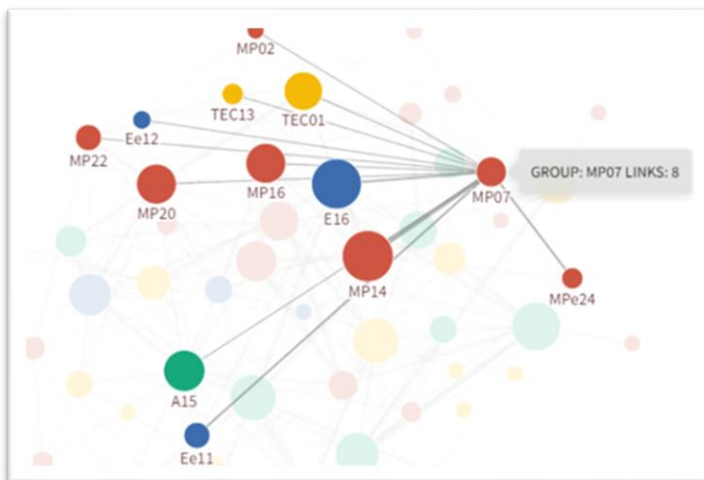 MP02
TEC13
TEC01
Ee12
MP22
MP16
MP20
E16
MP07
GROUP: MP07 LINKS: 8
MP14
MPe24
A15
Ee11